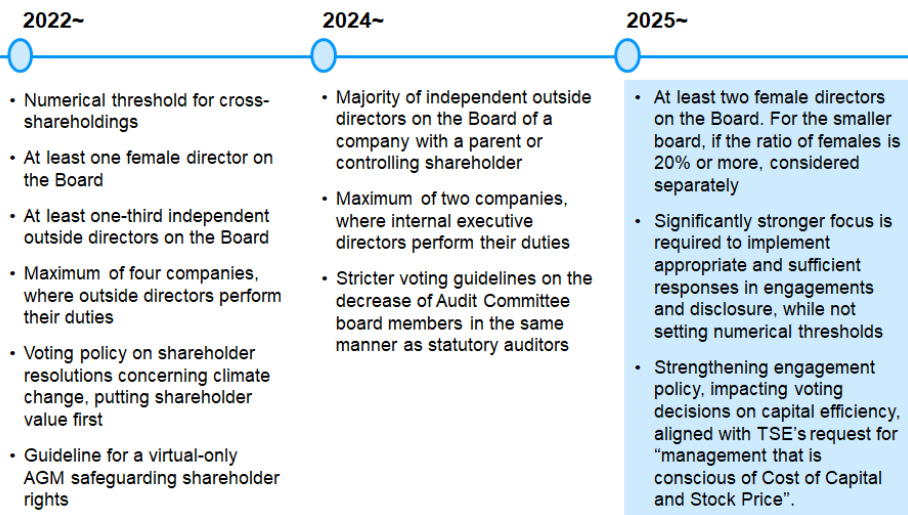 2022~
• Numerical threshold for cross-
shareholdings
• At least one female director on
the Board
• At least one-third independent
outside directors on the Board
• Maximum of four companies,
where outside directors perform
their duties
• Voting policy on shareholder
resolutions concerning climate
change, putting shareholder
value first
• Guideline for a virtual-only
AGM safeguarding shareholder
rights
2024~
• Majority of independent outside
directors on the Board of a
company with a parent or
controlling shareholder
• Maximum of two companies,
where internal executive
directors perform their duties
• Stricter voting guidelines on the
decrease of Audit Committee
board members in the same
manner as statutory auditors
2025~
• At least two female directors
on the Board. For the smaller
board, if the ratio of females is
20% or more, considered
separately
• Significantly stronger focus is
required to implement
appropriate and sufficient
responses in engagements
and disclosure, while not
setting numerical thresholds
• Strengthening engagement
policy, impacting voting
decisions on capital efficiency,
aligned with TSE's request for
“management that is
conscious of Cost of Capital
and Stock Price”.